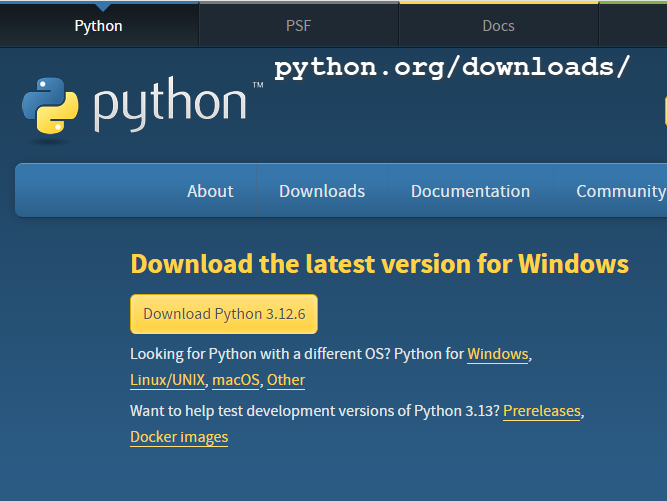 Python PSF Docs
python.org/downloads/
python™
About Downloads Documentation Community
Download the latest version for Windows
Download Python 3.12.6
Looking for Python with a different OS? Python for Windows,
Linux/UNIX, macOS, Other
Want to help test development versions of Python 3.13? Prereleases,
Docker images